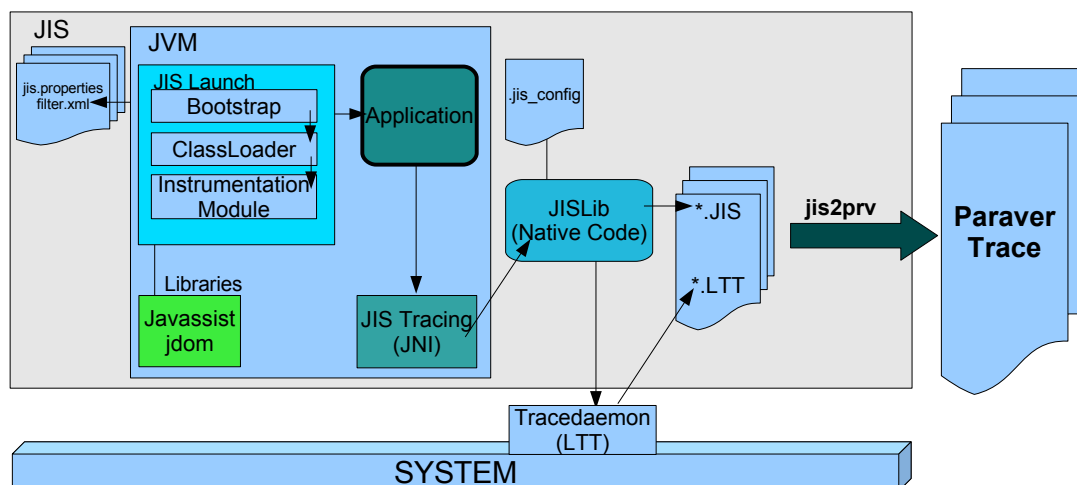 JIS
jis.properties
filter.xml
JVM
JIS Launch
Bootstrap
ClassLoader
Instrumentation
Module
Application
Libraries
Javassist
jdom
JIS Tracing
(JNI)
.jis_config
JISLib
(Native Code)
*.JIS
*.LTT
jis2prv
Paraver
Trace
Tracedaemon
(LTT)
SYSTEM